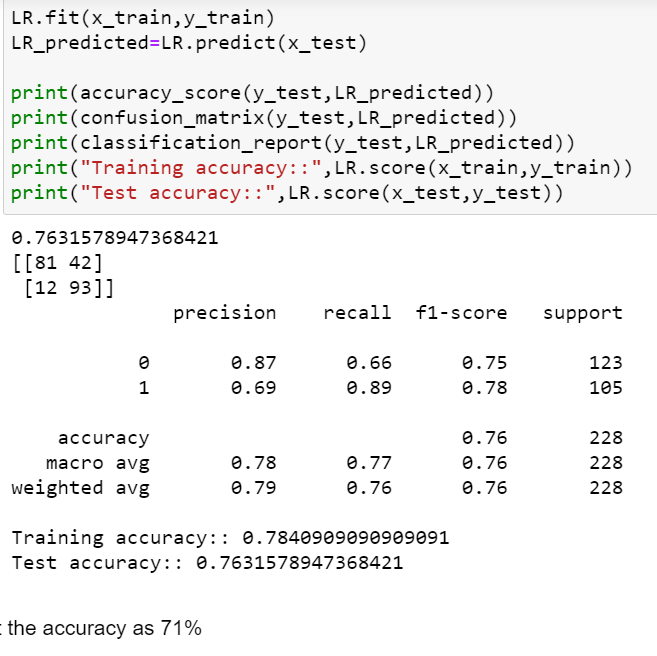 LR.fit(x_train,y_train)
LR_predicted=LR.predict(x_test)
print(accuracy_score(y_test,LR_predicted))
print(confusion_matrix(y_test,LR_predicted))
print(classification_report(y_test,LR_predicted))
print("Training accuracy::",LR.score(x_train,y_train))
print("Test accuracy::",LR.score(x_test,y_test))
0.7631578947368421
[[81 42]
[12 93]]
precision recall f1-score support
0 0.87 0.66 0.75 123
1 0.69 0.89 0.78 105
accuracy 0.76 228
macro avg 0.78 0.77 0.76 228
weighted avg 0.79 0.76 0.76 228
Training accuracy:: 0.7840909090909091
Test accuracy:: 0.7631578947368421
the accuracy as 71%